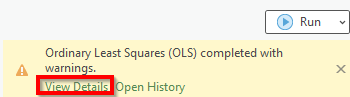 Run
Ordinary Least Squares (OLS) completed with
warnings.
View Details Open History